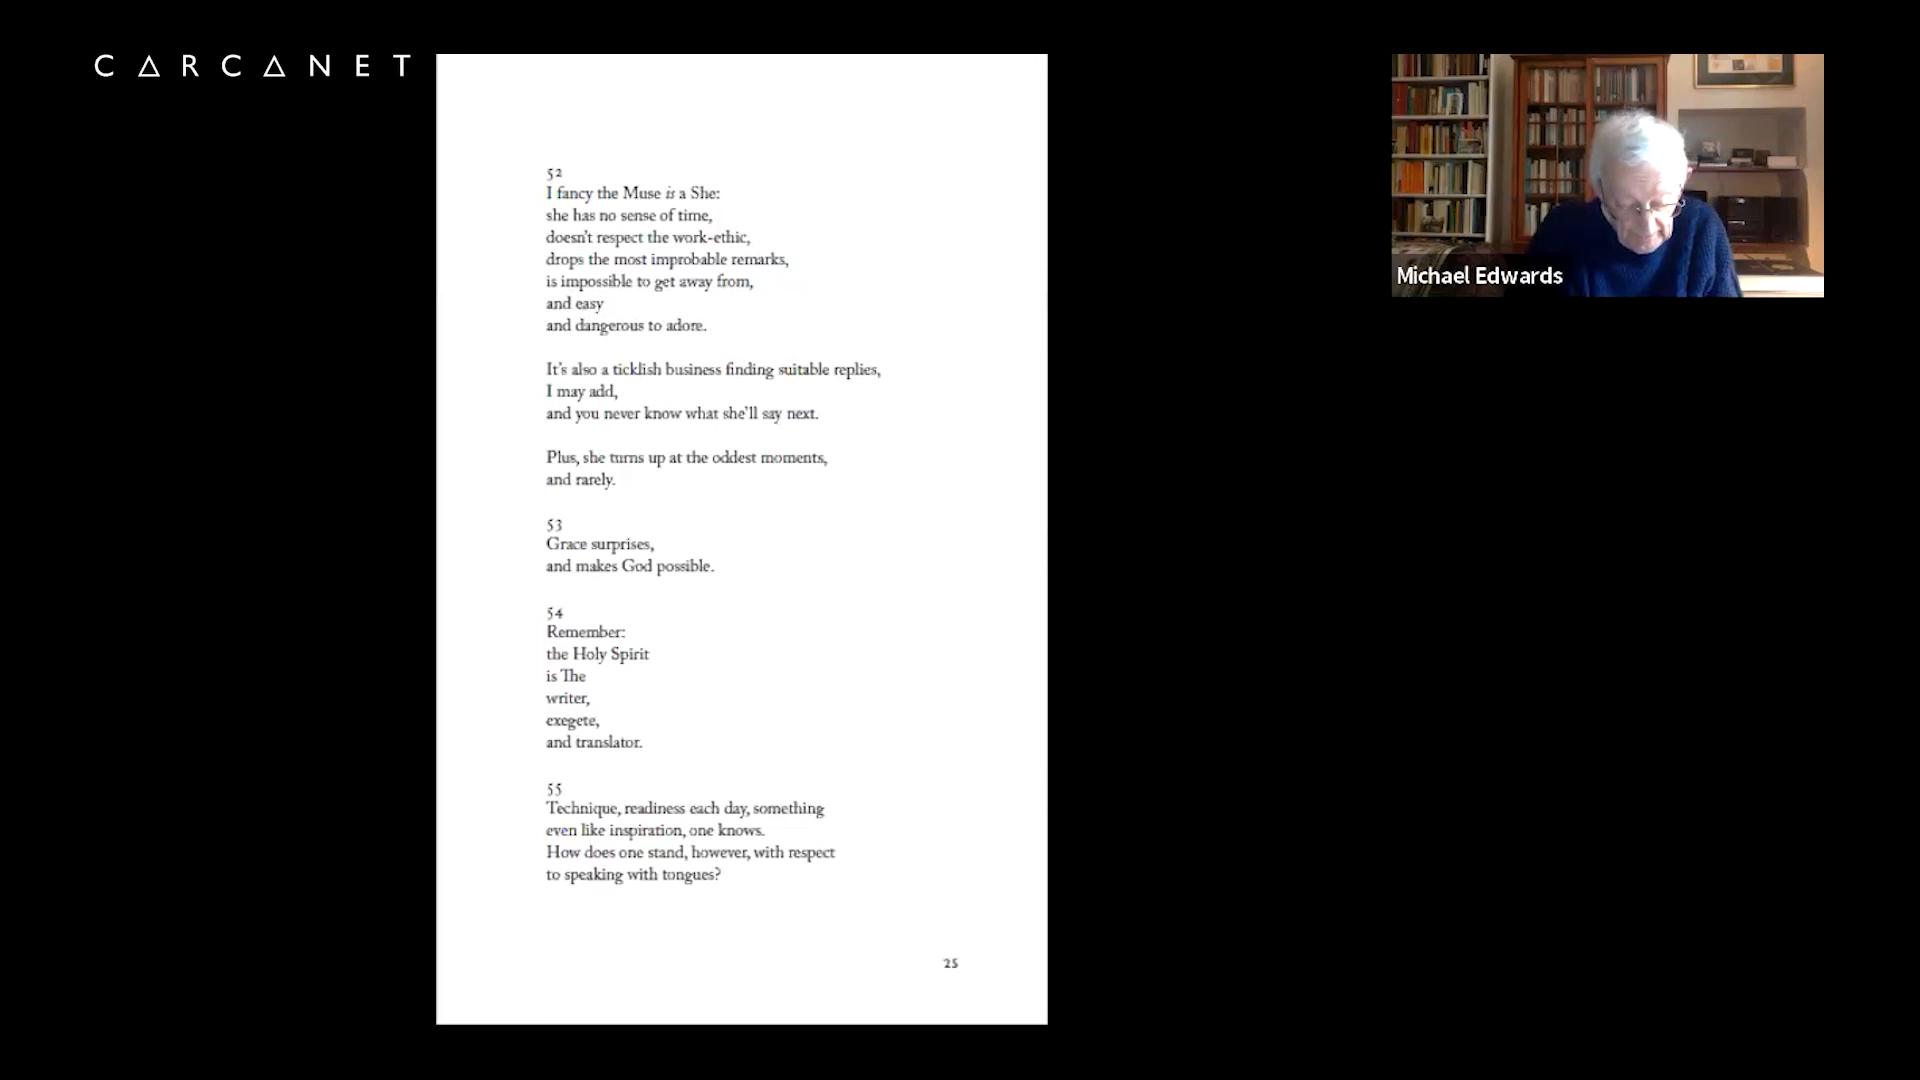 CARCANET
52
I fancy the Muse is a She:
she has no sense of time,
doesn't respect the work-ethic,
drops the most improbable remarks,
is impossible to get away from,
and easy
and dangerous to adore.
It's also a ticklish business finding suitable replies,
I may add,
and you never know what she'll say next.
Plus, she turns up at the oddest moments,
and rarely.
53
Grace surprises,
and makes God possible.
54
Remember:
the Holy Spirit
is The
writer,
exegete,
and translator.
55
Technique, readiness each day, something
even like inspiration, one knows.
How does one stand, however, with respect
to speaking with tongues?
25
Michael Edwards